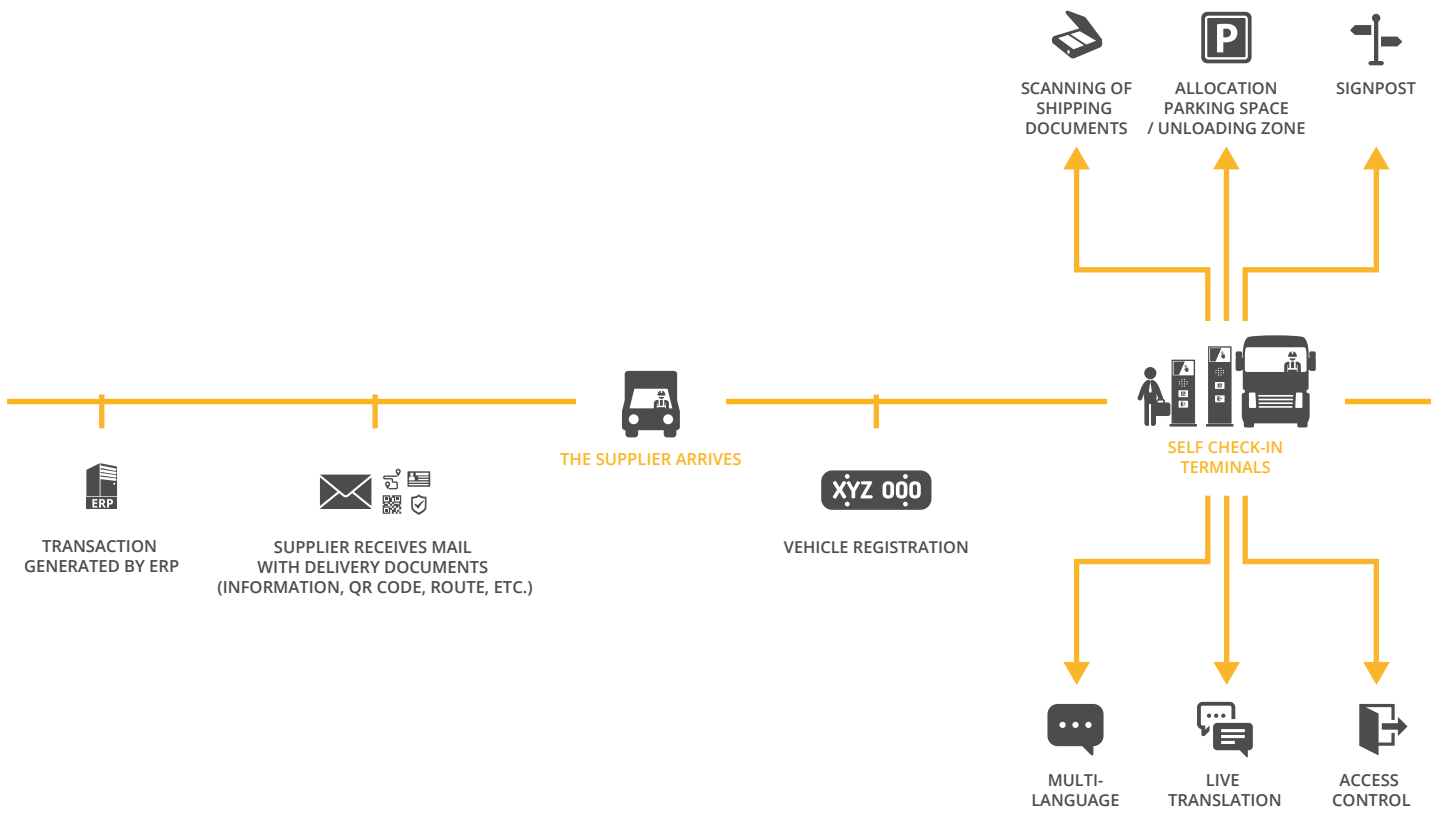 P
SCANNING OF
SHIPPING
DOCUMENTS
ALLOCATION
PARKING SPACE
/ UNLOADING ZONE
SIGNPOST
THE SUPPLIER ARRIVES
SELF CHECK-IN
TERMINALS
ERP
TRANSACTION
GENERATED BY ERP
SUPPLIER RECEIVES MAIL
WITH DELIVERY DOCUMENTS
(INFORMATION, QR CODE, ROUTE, ETC.)
XYZ 000
VEHICLE REGISTRATION
MULTI-
LANGUAGE
LIVE
TRANSLATION
ACCESS
CONTROL